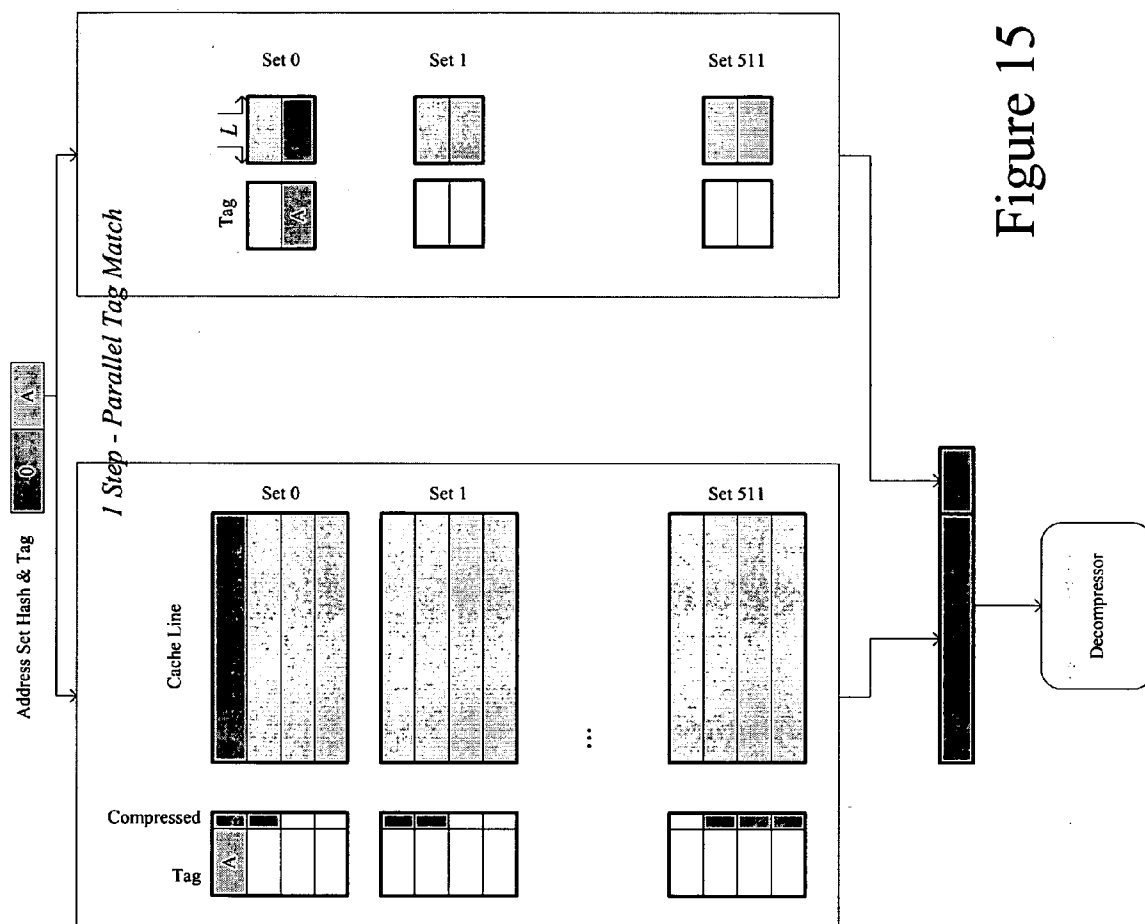 Address Set Hash & Tag
0
A
1 Step - Parallel Tag Match
Tag
Compressed
Cache Line
A
Set 0
Set 1
...
Set 511
Tag
L
A
Set 0
Set 1
Set 511
Decompressor
Figure 15